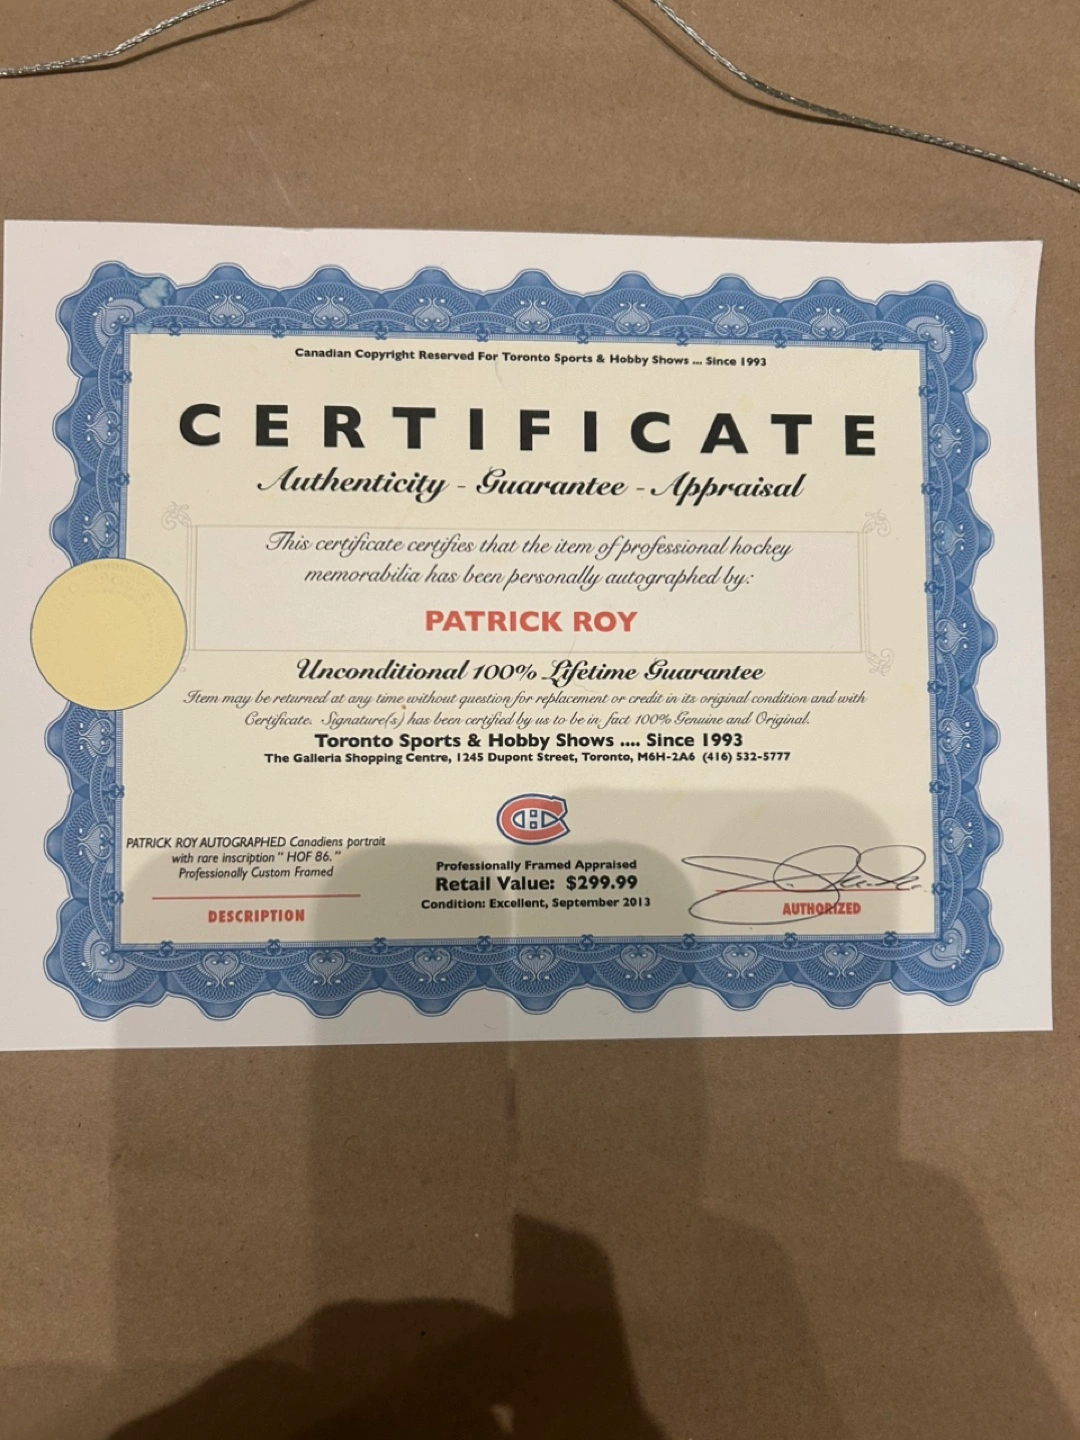 Canadian Copyright Reserved For Toronto Sports & Hobby Shows ... Since 1993
CERTIFICATE
Authenticity - Guarantee - Appraisal
This certificate certifies that the item of professional hockey
memorabilia has been personally autographed by:
PATRICK ROY
Unconditional 100% Lifetime Guarantee
Item may be returned at any time without question for replacement or credit in its original condition and with
Certificate. Signature(s) has been certified by us to be in fact 100% Genuine and Original.
Toronto Sports & Hobby Shows .... Since 1993
The Galleria Shopping Centre, 1245 Dupont Street, Toronto, M6H-2A6 (416) 532-5777
PATRICK ROY AUTOGRAPHED Canadiens portrait
with rare inscription " HOF 86. "
Professionally Custom Framed
DESCRIPTION
CH
Professionally Framed Appraised
Retail Value: $299.99
Condition: Excellent, September 2013
AUTHORIZED